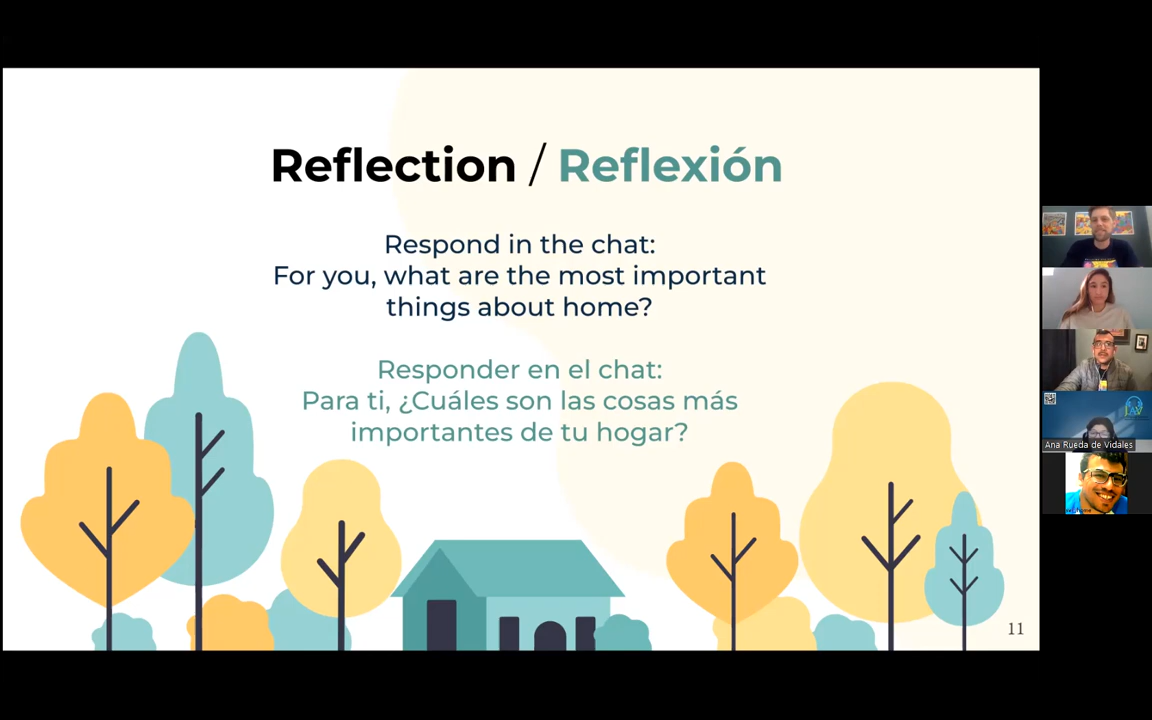 Reflection / Reflexión
Respond in the chat:
For you, what are the most important
things about home?
Responder en el chat:
Para ti, ¿Cuáles son las cosas más
importantes de tu hogar?
11
Ana Rueda de Vidales